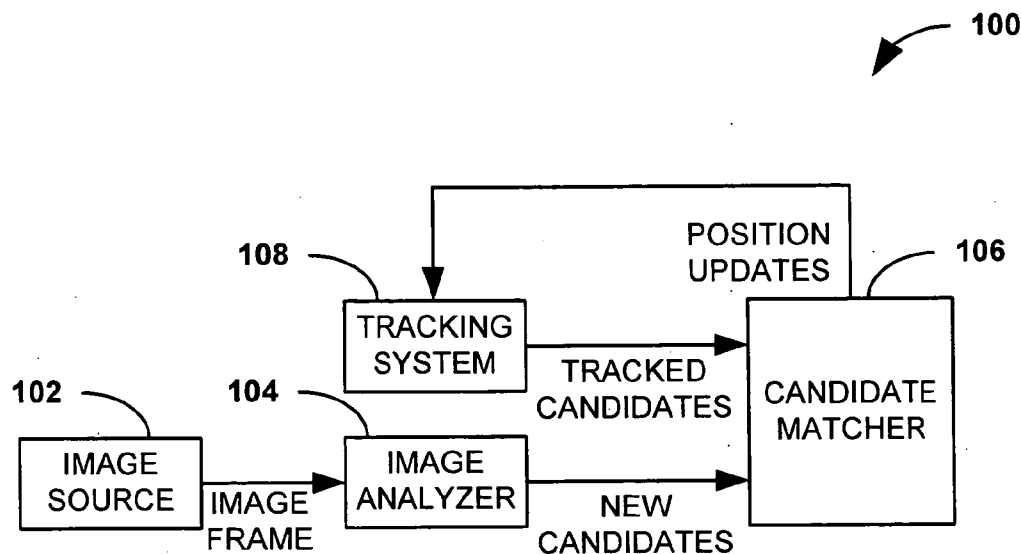 100
POSITION
UPDATES
108
106
TRACKING
SYSTEM
TRACKED
CANDIDATES
CANDIDATE
MATCHER
102
104
IMAGE
SOURCE
IMAGE
FRAME
IMAGE
ANALYZER
NEW
CANDIDATES